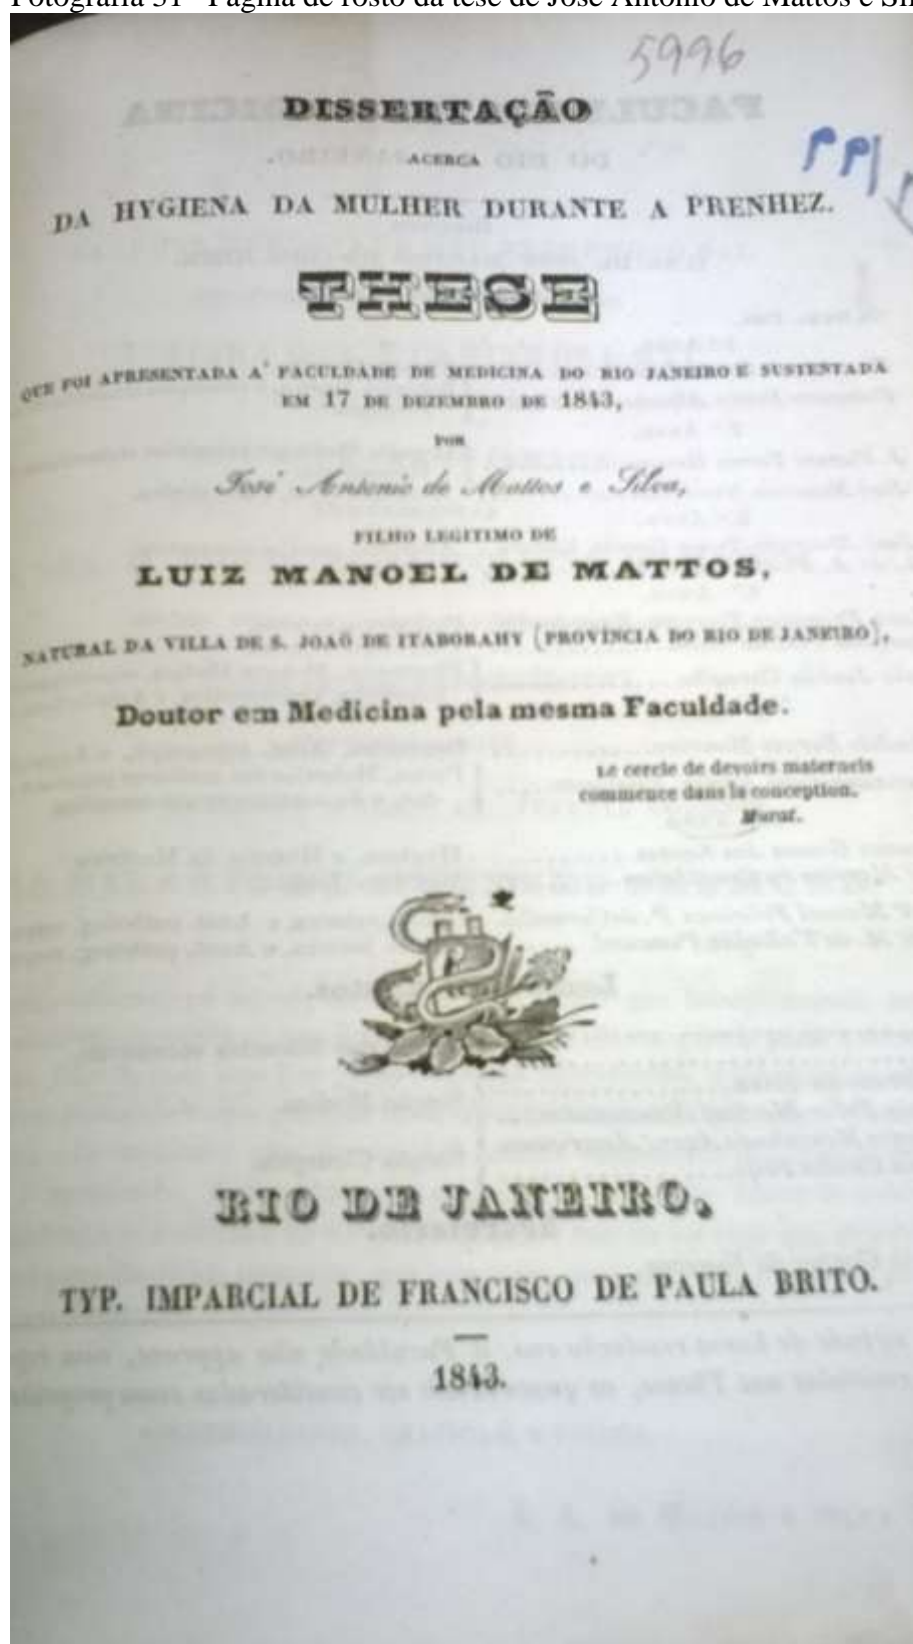 Fotografia 31 - Página de rosto da tese de José Antônio de Mattos e Sil
5996
DISSERTAÇÃO
ACERCA
PP|
DA HYGIENA DA MULHER DURANTE A PRENHEZ.
THESE
QUE FOI APRESENTADA A' FACULDADE DE MEDICINA DO RIO JANEIRO E SUSTENTADA
EM 17 DE DEZEMBRO DE 1843,
POR
José Antonio de Mattos e Silva,
FILHO LEGITIMO DE
LUIZ MANOEL DE MATTOS,
NATURAL DA VILLA DE S. JOAÕ DE ITABORAHY (PROVINCIA DO RIO DE JANEIRO),
Doutor em Medicina pela mesma Faculdade.
Le cercle de devoirs maternels
commence dans la conception.
Murat.
RIO DE JANEIRO.
TYP. IMPARCIAL DE FRANCISCO DE PAULA BRITO.
1843.